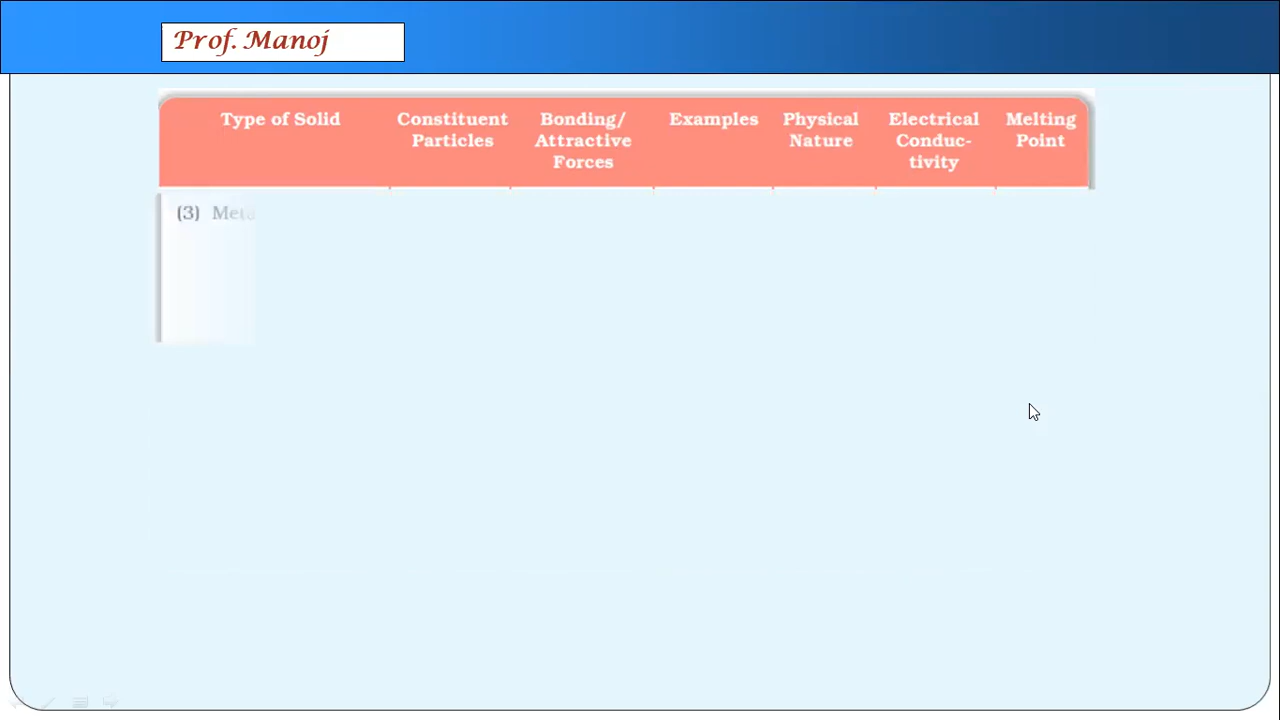 Prof. Manoj
Type of Solid
Constituent
Particles
Bonding/
Attractive
Forces
Examples
Physical
Nature
Electrical
Conduc-
tivity
Melting
Point
(3) Meta